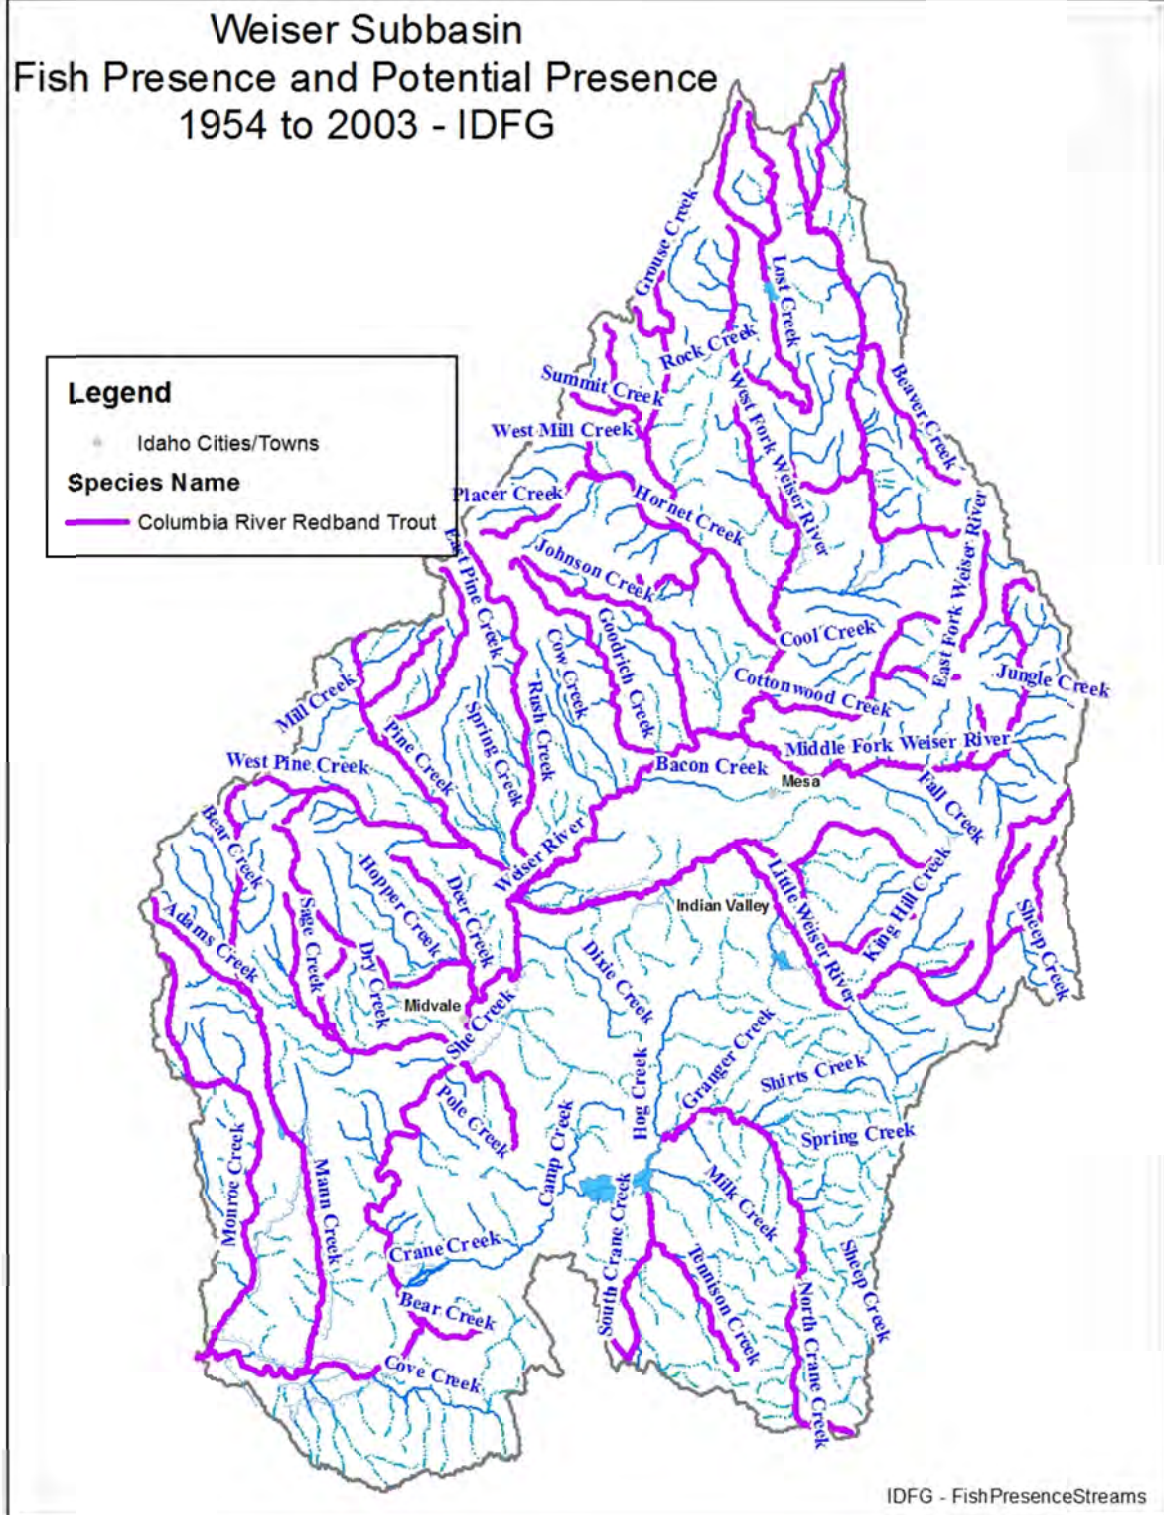 Weiser Subbasin
Fish Presence and Potential Presence
1954 to 2003 - IDFG
Legend
Idaho Cities/Towns
Species Name
Columbia River Redband Trout
Grouse Creek
Lost Creek
Rock Creek
Summit Creek
West Mill Creek
Beaver Creek
West Fork Weiser River
Placer Creek
Hornet Creek
East Pine Creek
Johnson Creek
East Fork Weiser River
Cool Creek
Goodrich Creek
Cow Creek
Jungle Creek
Mill Creek
Cottonwood Creek
Rush Creek
Spring Creek
Pine Creek
Middle Fork Weiser River
West Pine Creek
Bacon Creek
Mesa
Fall Creek
Bear Creek
Weiser River
Hopper Creek
Deer Creek
Little Weiser River
King Hill Creek
Indian Valley
Adams Creek
Sage Creek
Dry Creek
Dixie Creek
Sheep Creek
Midvale
She Creek
Granger Creek
Hog Creek
Shirts Creek
Pole Creek
Spring Creek
Monroe Creek
Mann Creek
Camp Creek
Milk Creek
South Crane Creek
Crane Creek
Tennison Creek
Sheep Creek
North Crane Creek
Bear Creek
Cove Creek
IDFG - FishPresenceStreams